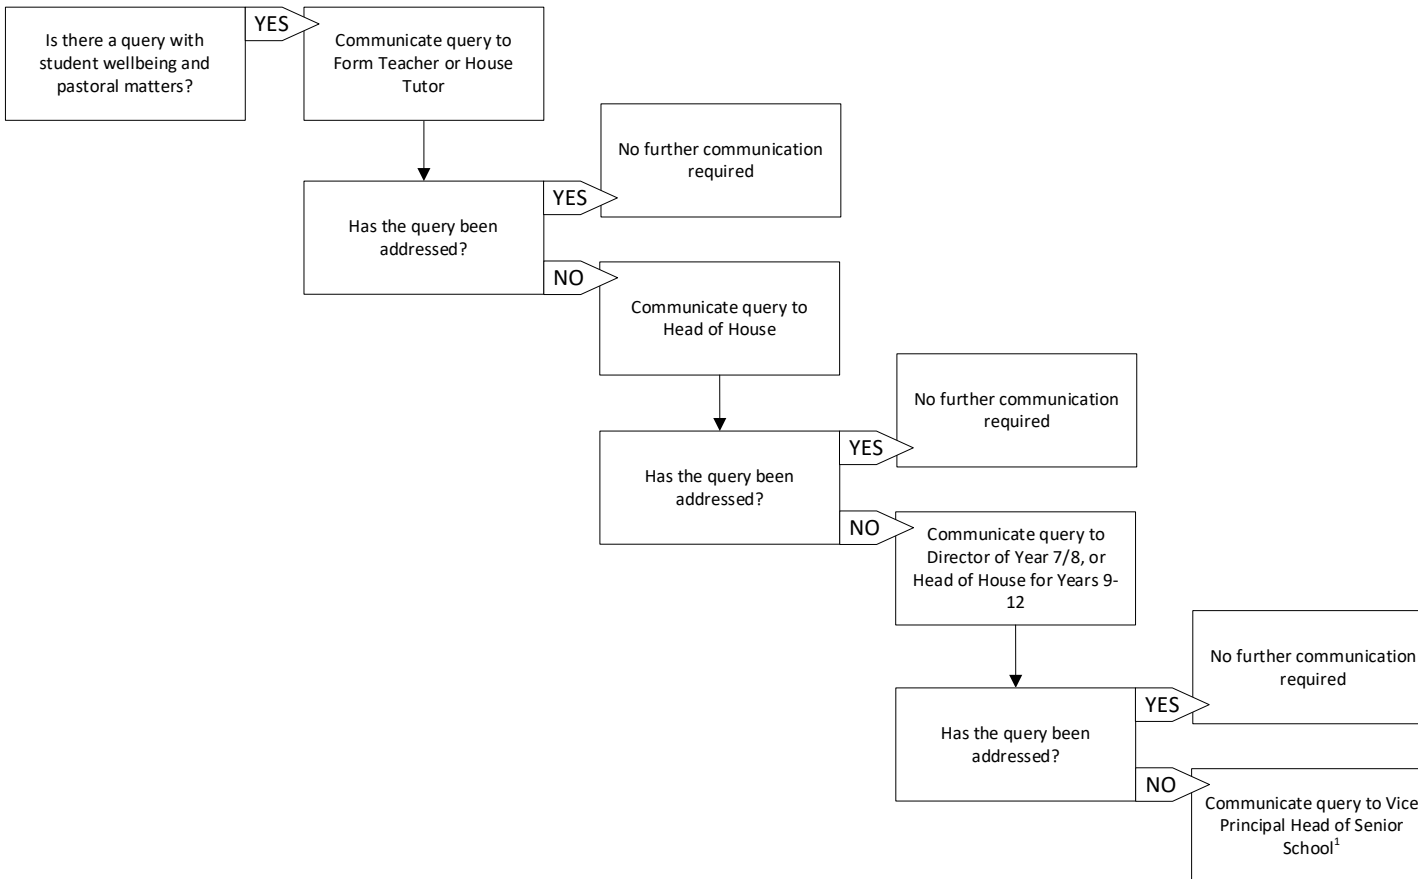 Is there a query with
student wellbeing and
pastoral matters?
YES
Communicate query to
Form Teacher or House
Tutor
Has the query been
addressed?
YES
No further communication
required
NO
Communicate query to
Head of House
Has the query been
addressed?
YES
No further communication
required
NO
Communicate query to
Director of Year 7/8, or
Head of House for Years 9-
12
Has the query been
addressed?
YES
No further communication
required
NO
Communicate query to Vice
Principal Head of Senior
School¹